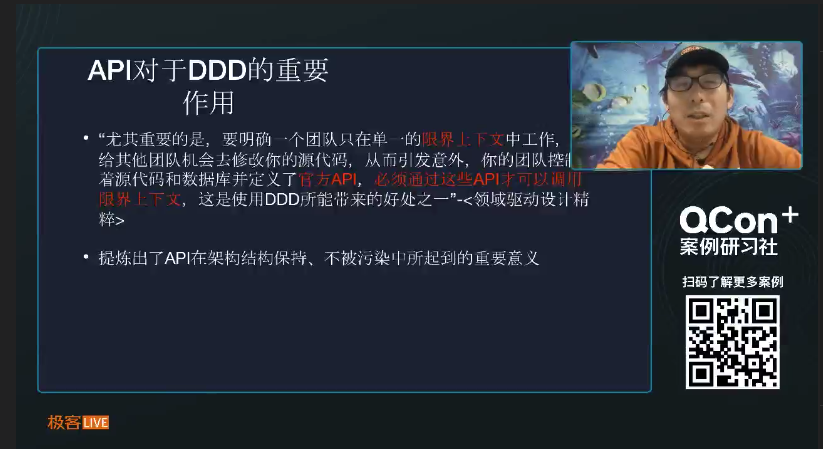 API对于DDD的重要
作用
• “尤其重要的是，要明确一个团队只在单一的限界上下文中工作，
给其他团队机会去修改你的源代码，从而引发意外，你的团队控
着源代码和数据库并定义了官方API，必须通过这些API才可以调用
限界上下文，这是使用DDD所能带来的好处之一”-<领域驱动设计精
粹>
• 提炼出了API在架构结构保持、不被污染中所起到的重要意义
QCon+
案例研习社
扫码了解更多案例
极客LIVE